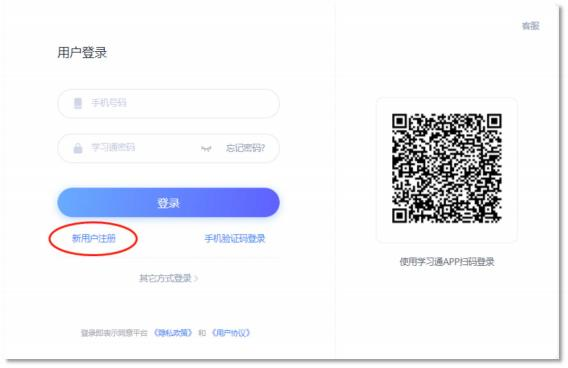 客服
用户登录
手机号码
学习通密码
忘记密码?
登录
新用户注册
手机验证码登录
其它方式登录
登录即表示同意平台《隐私政策》和《用户协议》
使用学习通APP扫码登录